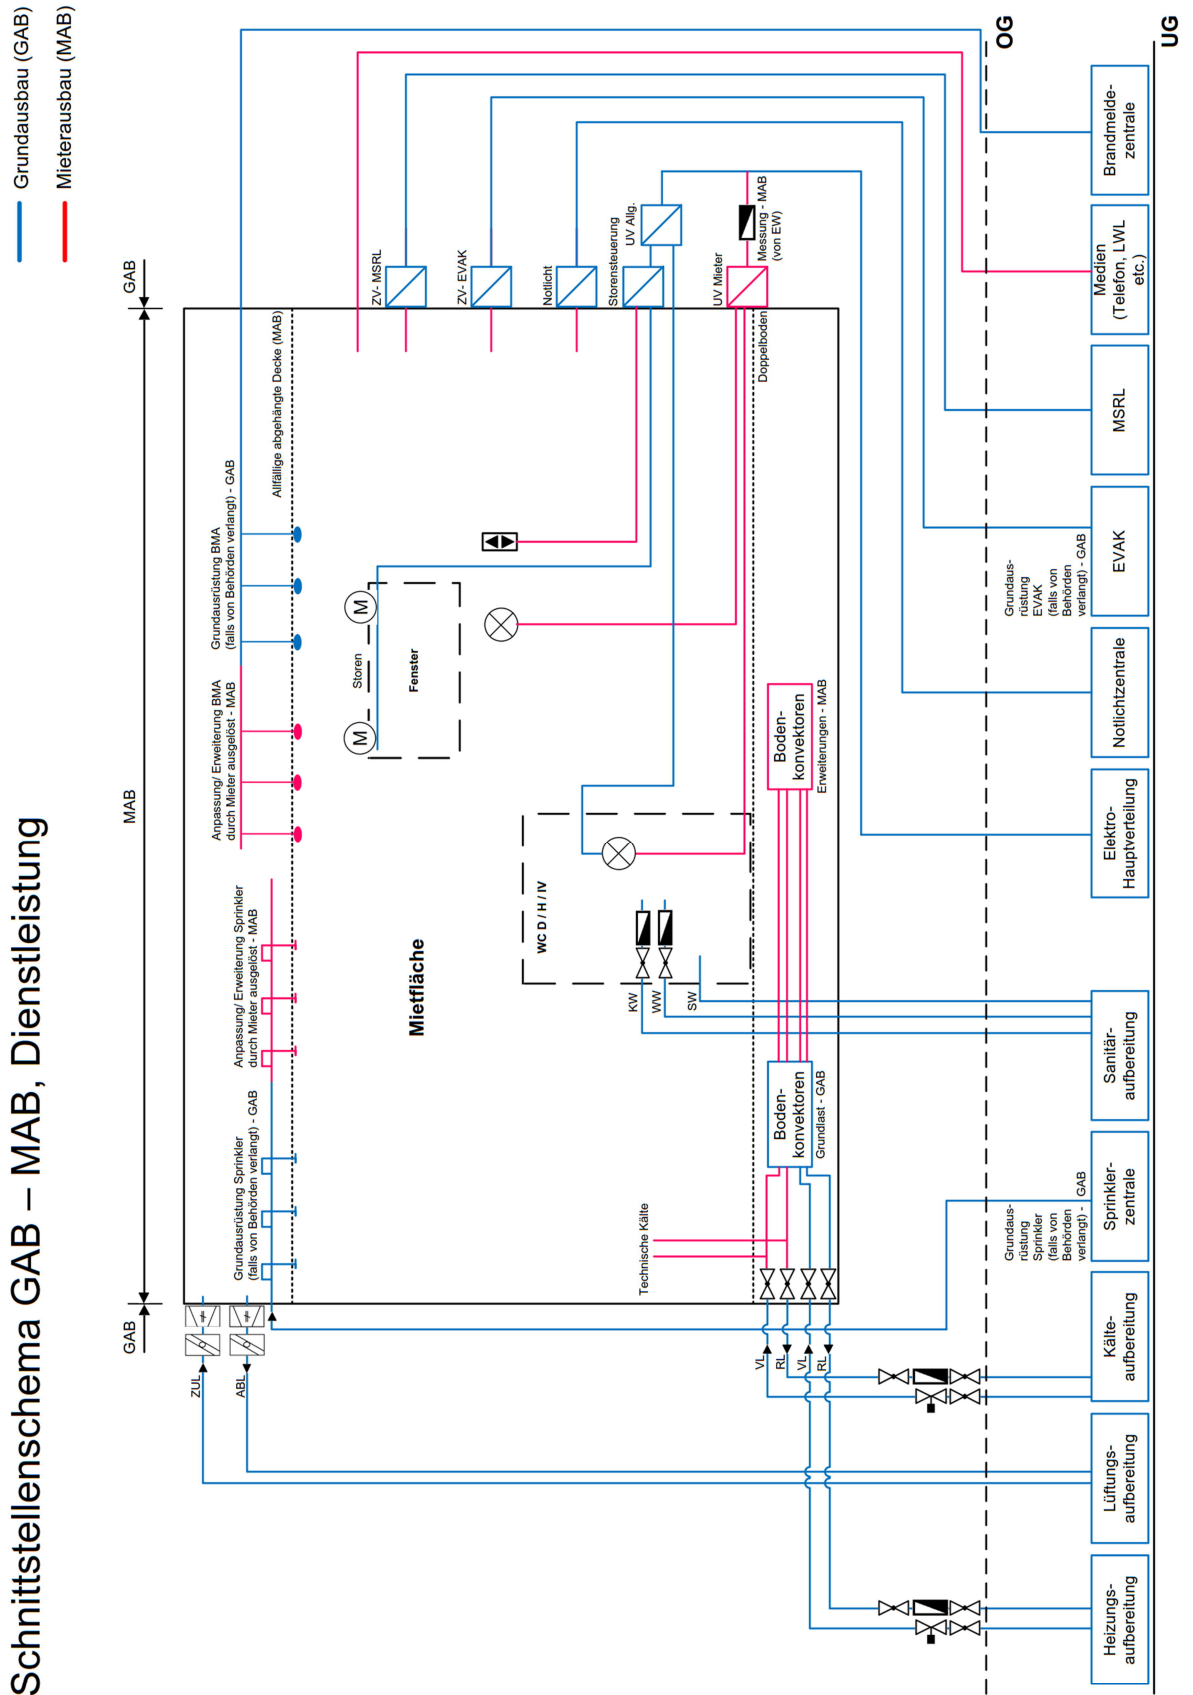 Schnittstellenschema GAB – MAB, Dienstleistung
Grundausbau (GAB)
Mieterausbau (MAB)
GAB
MAB
GAB
ZUL
ABL
Grundausrüstung Sprinkler
(falls von Behörden verlangt) - GAB
Anpassung/ Erweiterung Sprinkler
durch Mieter ausgelöst - MAB
Anpassung/ Erweiterung BMA
durch Mieter ausgelöst - MAB
Grundausrüstung BMA
(falls von Behörden verlangt) - GAB
Allfällige abgehängte Decke (MAB)
Mietfläche
Storen
M
M
Fenster
ZV- MSRL
ZV- EVAK
Notlicht
Storensteuerung
UV Allg.
UV Mieter
Messung - MAB
(von EW)
Doppelboden
WC D / H / IV
KW
WW
SW
Technische Kälte
Boden-
konvektoren
Grundlast - GAB
Boden-
konvektoren
Erweiterungen - MAB
VL
RL
VL
RL
OG
UG
Grundaus-
rüstung
Sprinkler
(falls von
Behörden
verlangt) - GAB
Grundaus-
rüstung
EVAK
(falls von
Behörden
verlangt) - GAB
Heizungs-
aufbereitung
Lüftungs-
aufbereitung
Kälte-
aufbereitung
Sprinkler-
zentrale
Sanitär-
aufbereitung
Elektro-
Hauptverteilung
Notlichtzentrale
EVAK
MSRL
Medien
(Telefon, LWL
etc.)
Brandmelde-
zentrale